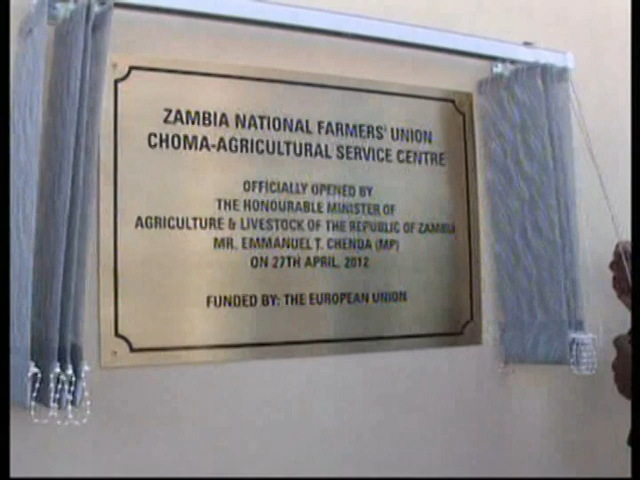 ZAMBIA NATIONAL FARMERS' UNION
CHOMA-AGRICULTURAL SERVICE CENTRE
OFFICIALLY OPENED BY
THE HONOURABLE MINISTER OF
AGRICULTURE & LIVESTOCK OF THE REPUBLIC OF ZAMBIA
MR. EMMANUEL T. CHENDA (MP)
ON 27TH APRIL, 2012
FUNDED BY: THE EUROPEAN UNION